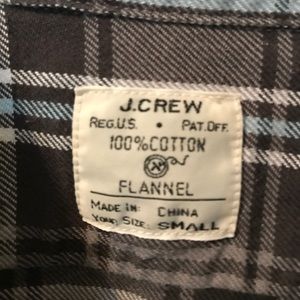 J.CREW
REG.U.S. • PAT.OFF.
100% COTTON
FLANNEL
MADE IN: CHINA
YOUR SIZE: SMALL